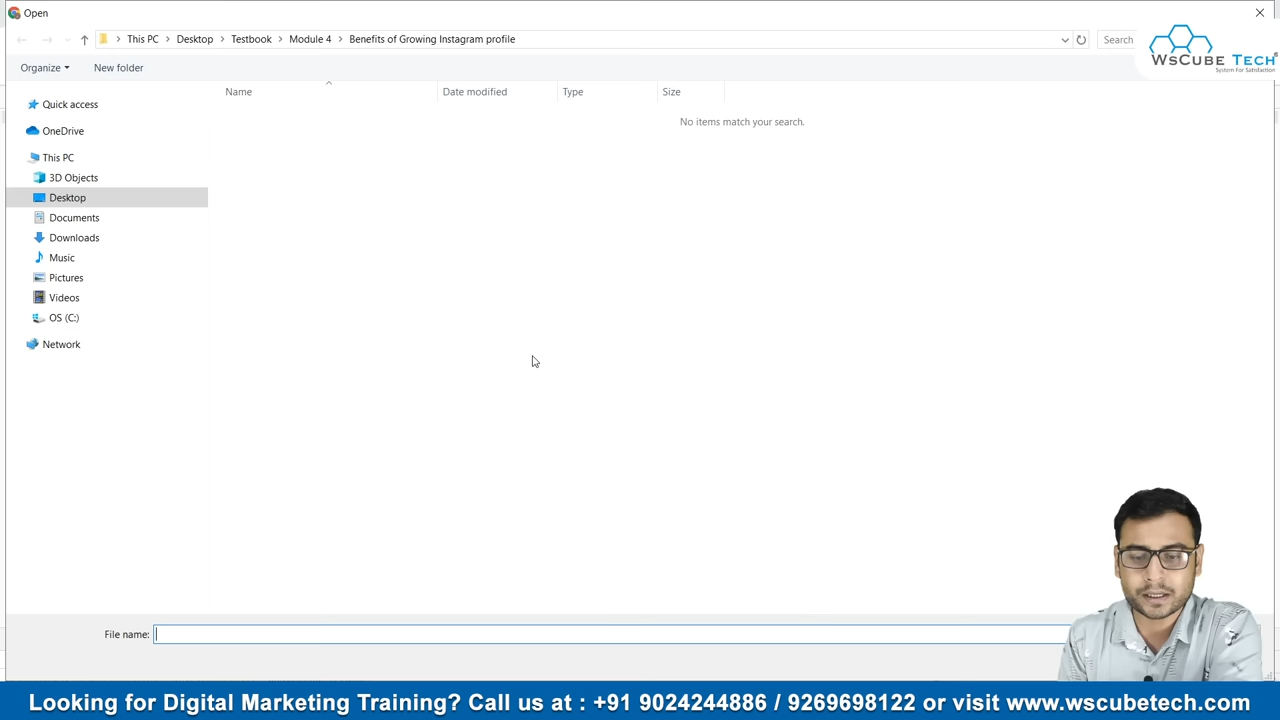 Open
This PC
Desktop
Testbook
Module 4
Benefits of Growing Instagram profile
Search
WSCUBE TECH
System For Satisfaction
Organize
New folder
Name
Date modified
Type
Size
No items match your search.
Quick access
OneDrive
This PC
3D Objects
Desktop
Documents
Downloads
Music
Pictures
Videos
OS (C:)
Network
File name:
Looking for Digital Marketing Training? Call us at : +91 9024244886 / 9269698122 or visit www.wscubetech.com